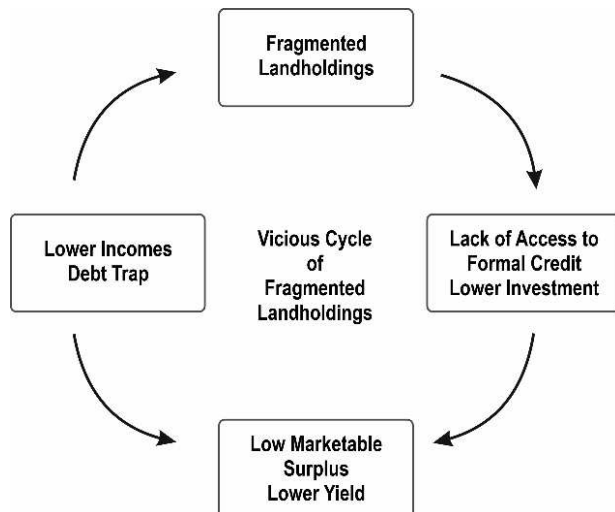 Fragmented
Landholdings
Lower Incomes
Debt Trap
Vicious Cycle
of
Fragmented
Landholdings
Lack of Access to
Formal Credit
Lower Investment
Low Marketable
Surplus
Lower Yield